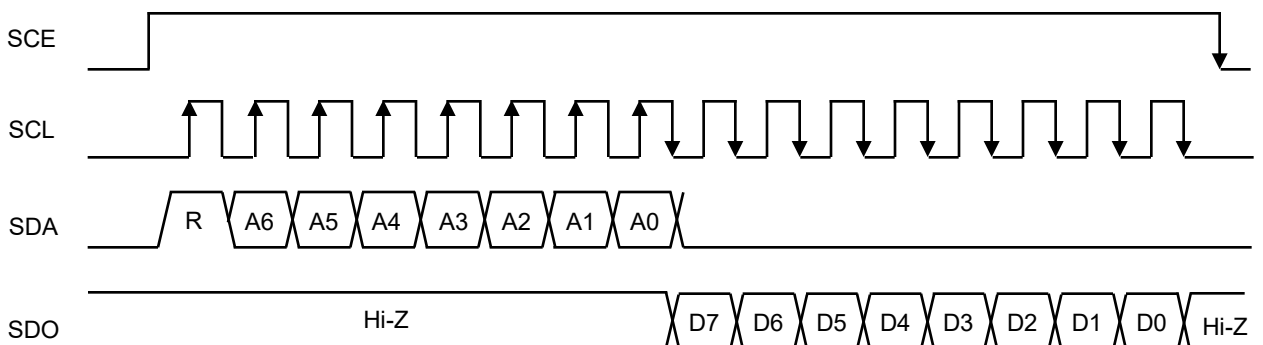 SCE
SCL
SDA R A6 A5 A4 A3 A2 A1 A0
SDO Hi-Z D7 D6 D5 D4 D3 D2 D1 D0 Hi-Z